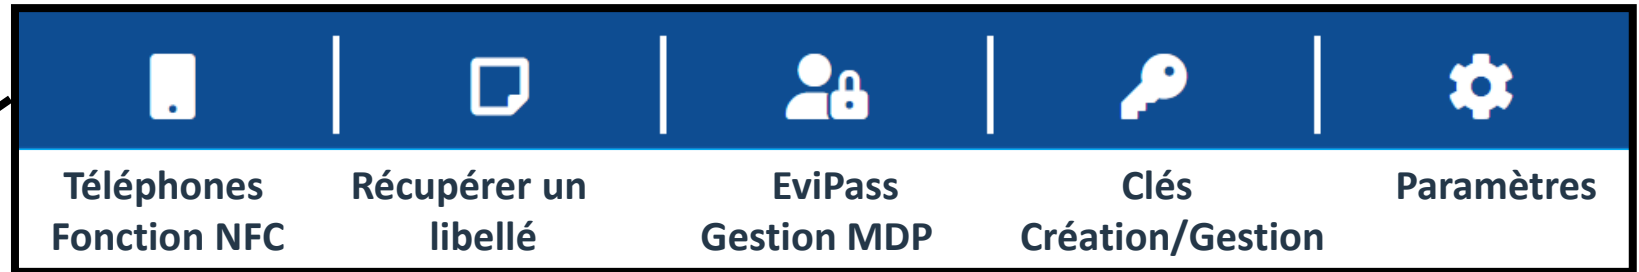 Téléphones
Fonction NFC
Récupérer un
libellé
EviPass
Gestion MDP
Clés
Création/Gestion
Paramètres